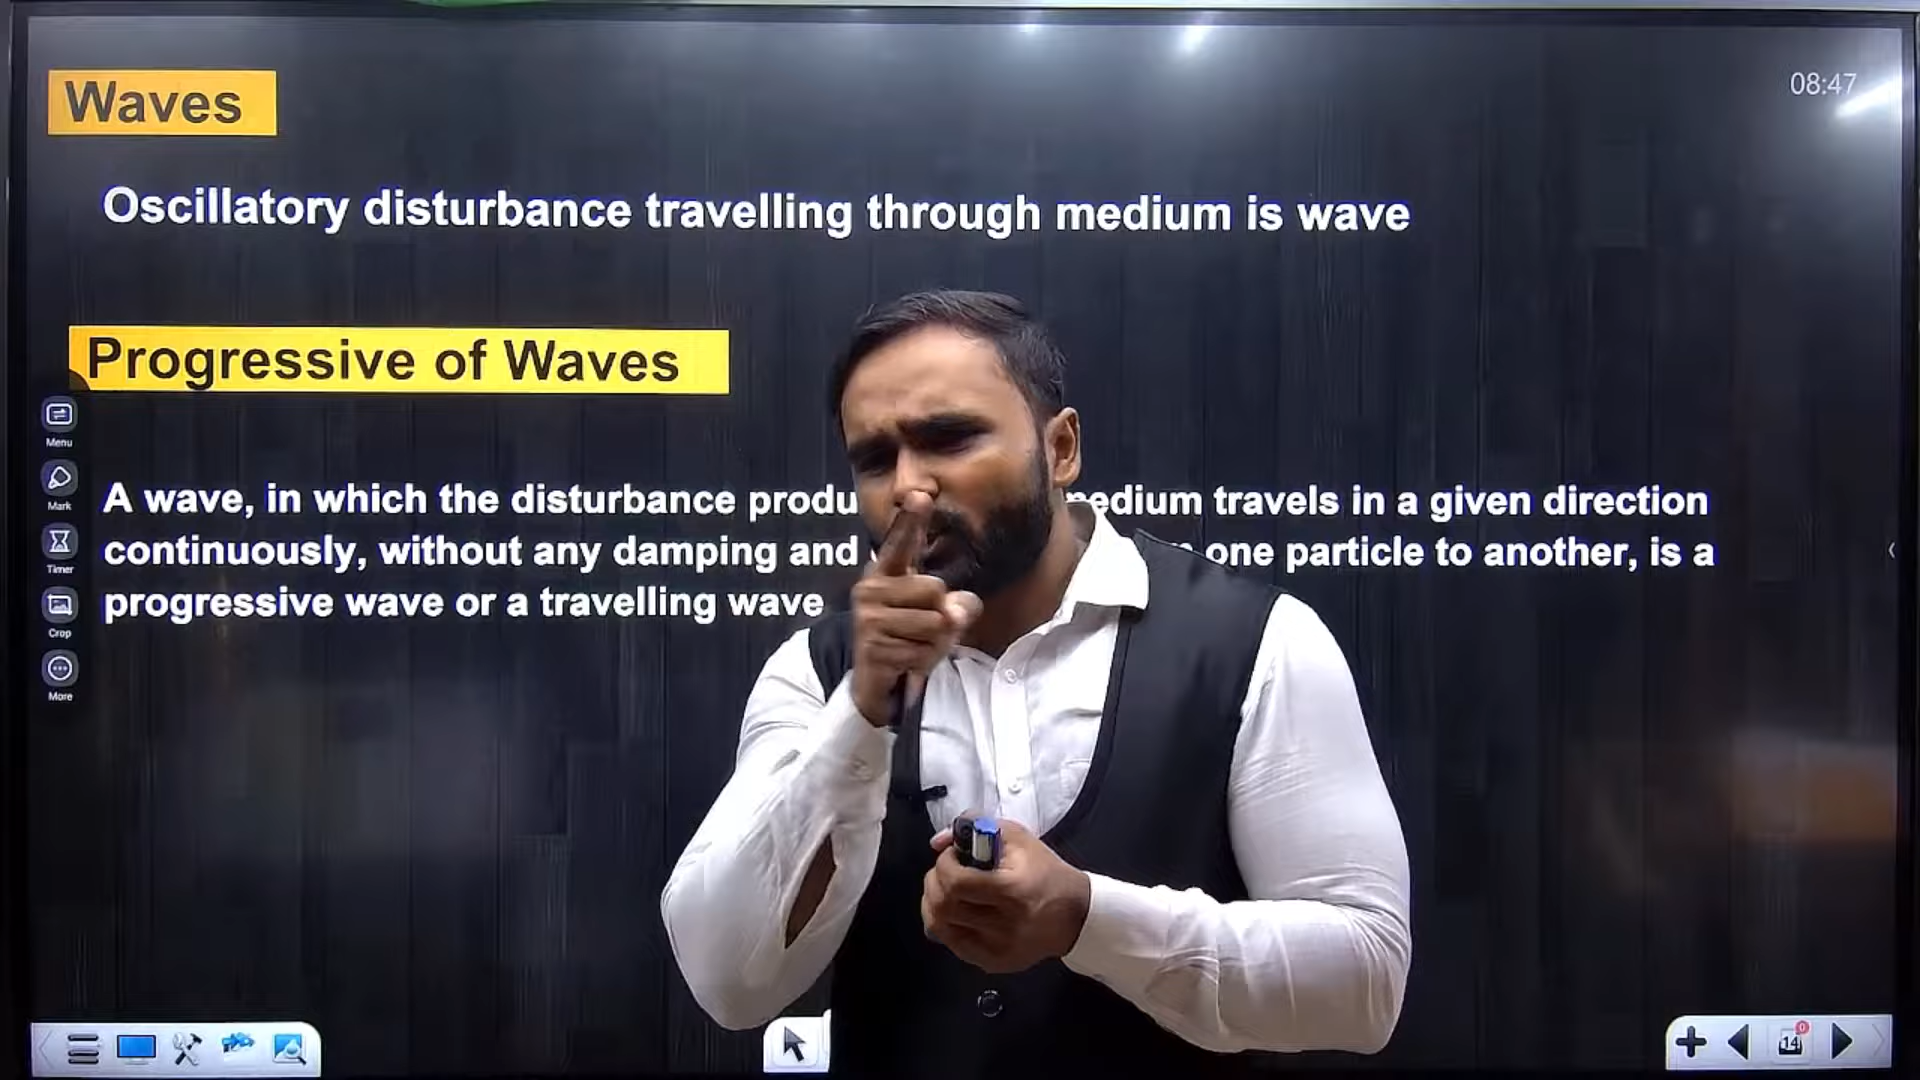 Waves
08:47
Oscillatory disturbance travelling through medium is wave
Progressive of Waves
Menu
A wave, in which the disturbance travels in a given direction
Mark
continuously, without any damping and one particle to another, is a
Timer
progressive wave or a travelling wave
Crop
More
14
0